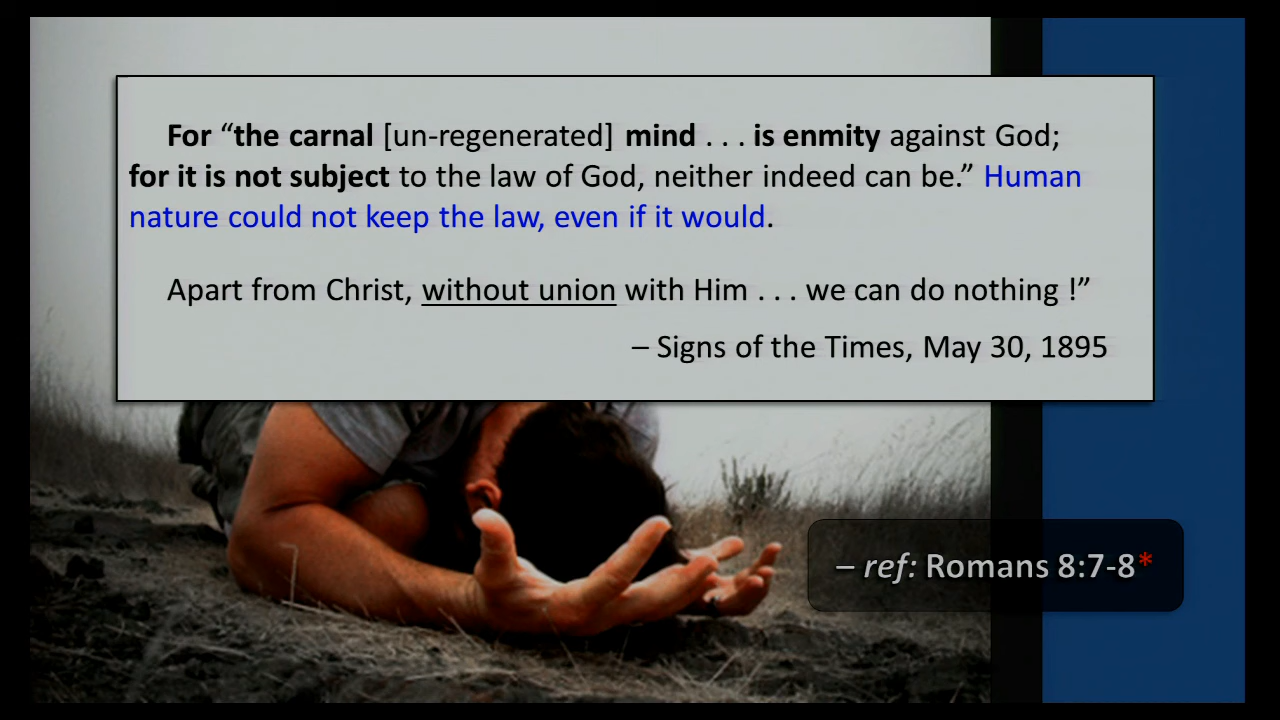 For “the carnal [un-regenerated] mind . . . is enmity against God;
for it is not subject to the law of God, neither indeed can be.” Human
nature could not keep the law, even if it would.
Apart from Christ, without union with Him . . . we can do nothing !”
– Signs of the Times, May 30, 1895
– ref: Romans 8:7-8*